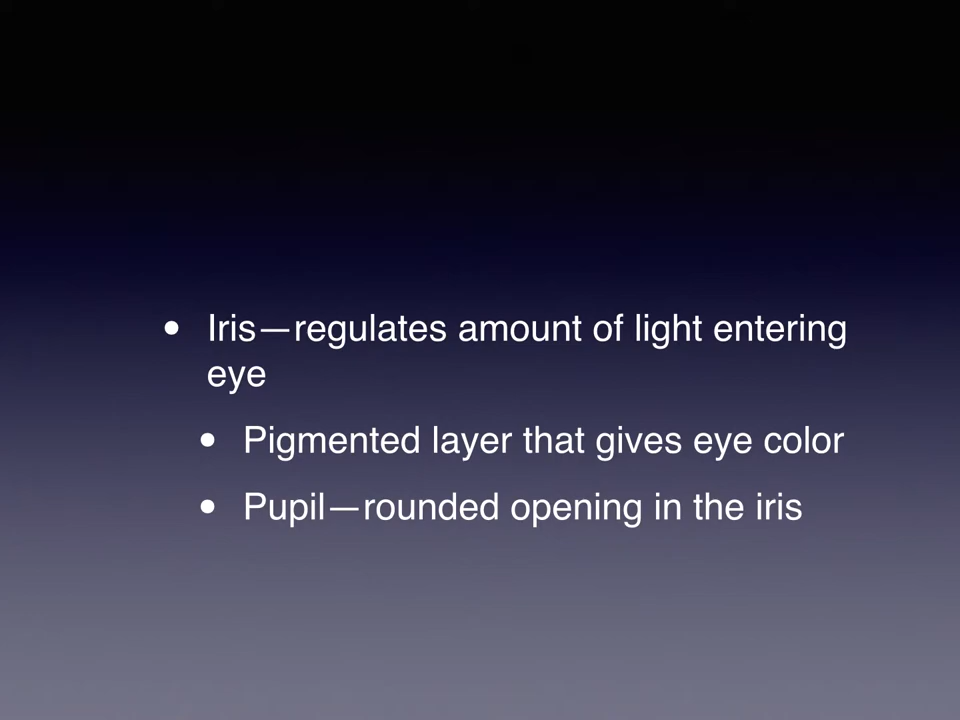 • Iris—regulates amount of light entering
eye
• Pigmented layer that gives eye color
• Pupil—rounded opening in the iris